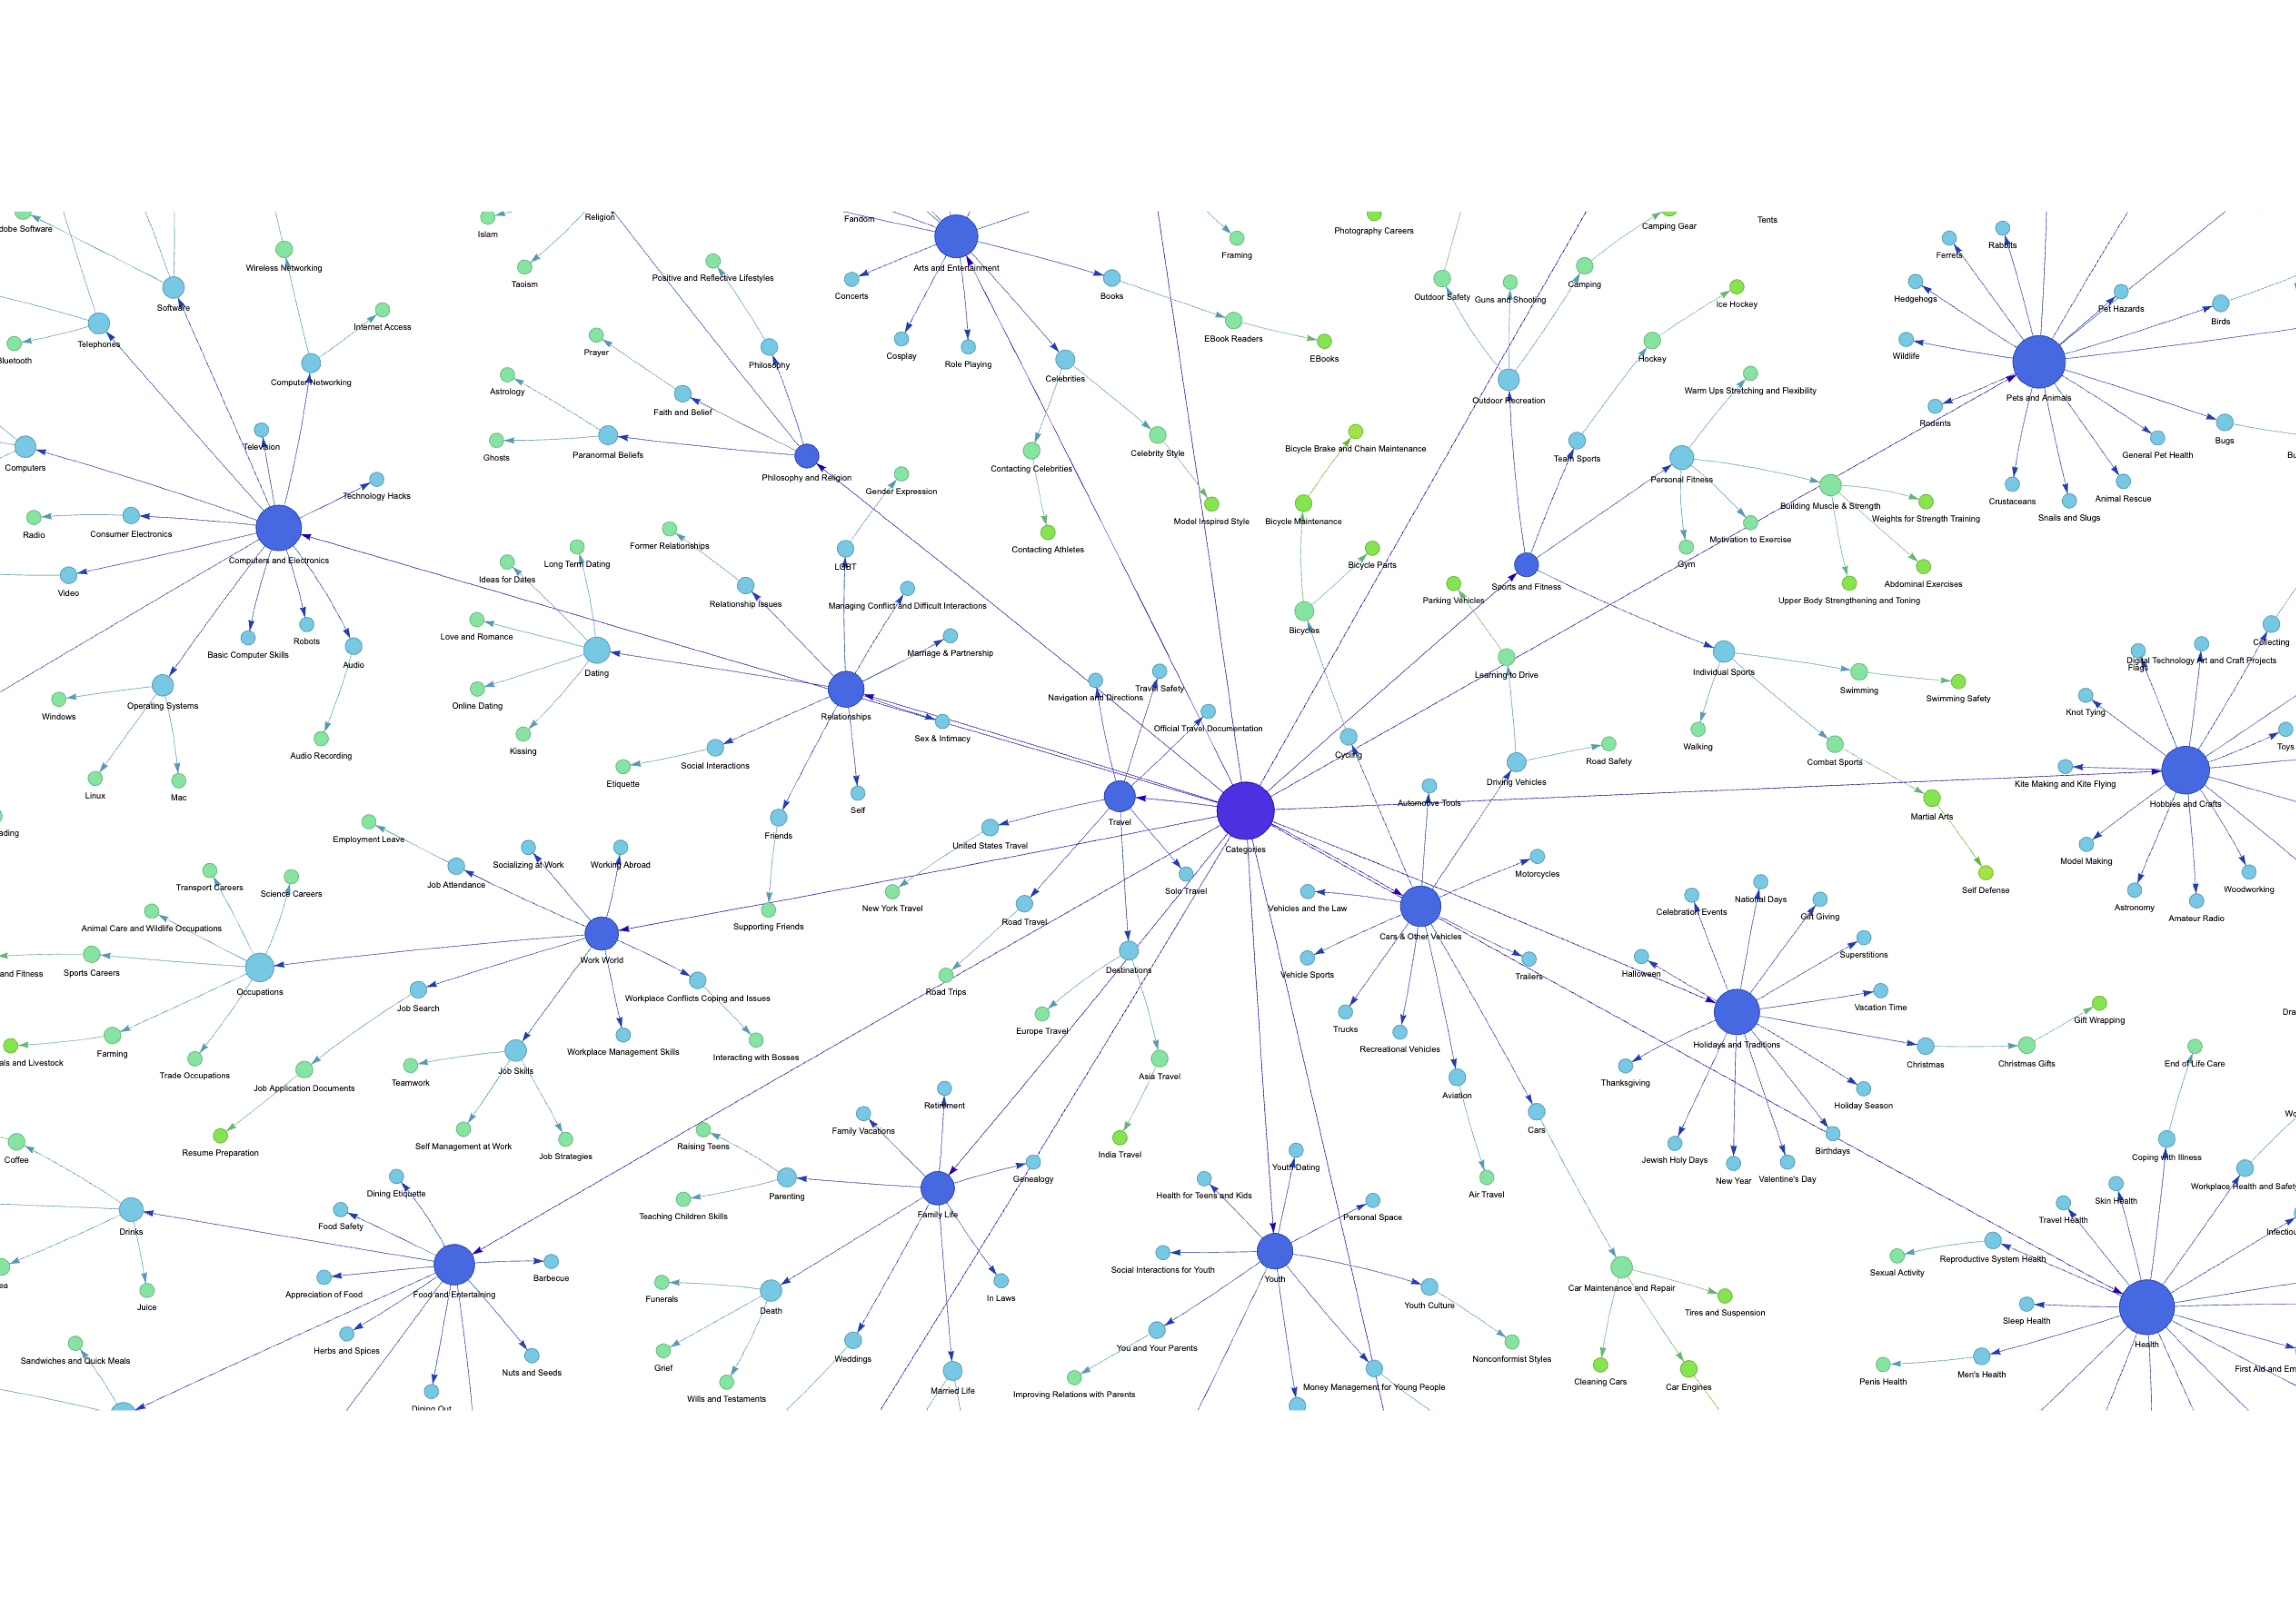 Religion
Fandom
Tents
dobe Software
Islam
Photography Careers
Camping Gear
Wireless Networking
Taoism
Positive and Reflective Lifestyles
Arts and Entertainment
Framing
Rabbits
Ferrets
Concerts
Books
Outdoor Safety
Guns and Shooting
Camping
Ice Hockey
Hedgehogs
Pet Hazards
Birds
Software
Internet Access
Telephones
Bluetooth
Prayer
Philosophy
Cosplay
Role Playing
EBook Readers
EBooks
Hockey
Wildlife
Computer Networking
Celebrities
Astrology
Faith and Belief
Outdoor Recreation
Warm Ups Stretching and Flexibility
Pets and Animals
Rodents
Television
Computers
Ghosts
Paranormal Beliefs
Philosophy and Religion
Contacting Celebrities
Celebrity Style
Bicycle Brake and Chain Maintenance
Team Sports
Personal Fitness
General Pet Health
Bugs
Bu
Technology Hacks
Gender Expression
Model Inspired Style
Bicycle Maintenance
Building Muscle & Strength
Weights for Strength Training
Crustaceans
Snails and Slugs
Animal Rescue
Radio
Consumer Electronics
Computers and Electronics
Former Relationships
Contacting Athletes
Motivation to Exercise
Ideas for Dates
Long Term Dating
LGBT
Bicycle Parts
Gym
Video
Relationship Issues
Managing Conflict and Difficult Interactions
Parking Vehicles
Sports and Fitness
Upper Body Strengthening and Toning
Abdominal Exercises
Basic Computer Skills
Robots
Audio
Love and Romance
Dating
Marriage & Partnership
Bicycles
Collecting
Digital Technology Art and Craft Projects
Flags
Learning to Drive
Individual Sports
Swimming
Swimming Safety
Windows
Operating Systems
Online Dating
Navigation and Directions
Travel Safety
Knot Tying
Relationships
Sex & Intimacy
Official Travel Documentation
Audio Recording
Kissing
Social Interactions
Cycling
Walking
Road Safety
Combat Sports
Toys
Linux
Mac
Etiquette
Self
Driving Vehicles
Kite Making and Kite Flying
Hobbies and Crafts
ading
Employment Leave
Friends
Travel
United States Travel
Categories
Automotive Tools
Martial Arts
Transport Careers
Science Careers
Job Attendance
Socializing at Work
Working Abroad
Solo Travel
Motorcycles
Self Defense
Model Making
Woodworking
Astronomy
Amateur Radio
Animal Care and Wildlife Occupations
Supporting Friends
New York Travel
Road Travel
Vehicles and the Law
Cars & Other Vehicles
Celebration Events
National Days
Gift Giving
and Fitness
Sports Careers
Occupations
Work World
Destinations
Vehicle Sports
Trailers
Halloween
Superstitions
Job Search
Workplace Conflicts Coping and Issues
Road Trips
Trucks
Recreational Vehicles
Vacation Time
Gift Wrapping
Dra
als and Livestock
Farming
Trade Occupations
Workplace Management Skills
Interacting with Bosses
Europe Travel
Holidays and Traditions
Christmas
Christmas Gifts
End of Life Care
Job Application Documents
Teamwork
Job Skills
Asia Travel
Aviation
Thanksgiving
Holiday Season
Resume Preparation
Self Management at Work
Job Strategies
Raising Teens
Family Vacations
Retirement
India Travel
Cars
Jewish Holy Days
New Year
Valentine's Day
Birthdays
Coping with Illness
Wo
Coffee
Dining Etiquette
Parenting
Genealogy
Youth Dating
Health for Teens and Kids
Air Travel
Skin Health
Workplace Health and Safety
Drinks
Food Safety
Teaching Children Skills
Family Life
Personal Space
Travel Health
Infectiou
ea
Juice
Appreciation of Food
Food and Entertaining
Barbecue
Funerals
Death
In Laws
Social Interactions for Youth
Youth
Youth Culture
Car Maintenance and Repair
Tires and Suspension
Sexual Activity
Reproductive System Health
Sandwiches and Quick Meals
Herbs and Spices
Nuts and Seeds
Grief
Weddings
You and Your Parents
Nonconformist Styles
Sleep Health
Health
Dining Out
Wills and Testaments
Married Life
Improving Relations with Parents
Money Management for Young People
Cleaning Cars
Car Engines
Penis Health
Men's Health
First Aid and Em